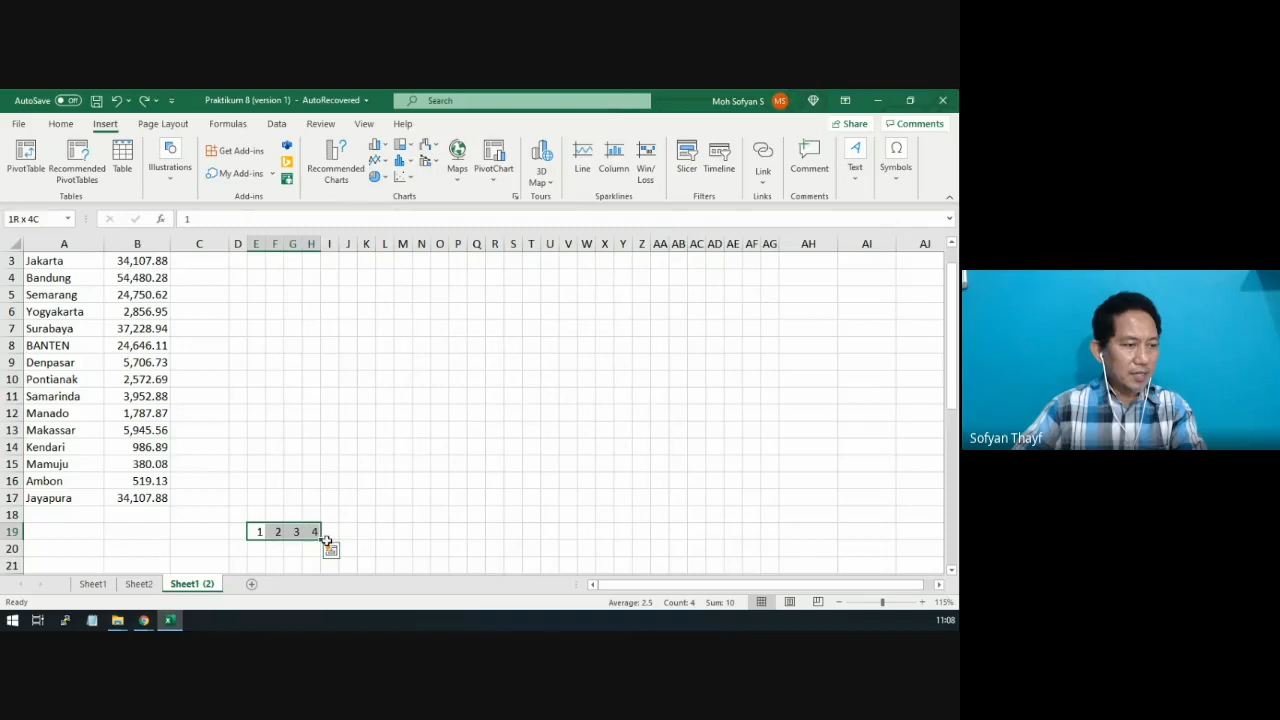 AutoSave Off
Praktikum 8 (version 1) - AutoRecovered
Search
Moh Sofyan S
MS
File Home Insert Page Layout Formulas Data Review View Help
Share Comments
PivotTable
Recommended PivotTables
Table
Illustrations
Get Add-ins
My Add-ins
Recommended Charts
Maps
PivotChart
3D Map
Line
Column
Win/Loss
Slicer
Timeline
Link
Comment
Text
Symbols
Tables Add-ins Charts Tours Sparklines Filters Links Comments
1R x 4C fx 1
A B C D E F G H I J K L M N O P Q R S T U V W X Y Z AA AB AC AD AE AF AG AH AI AJ
3 Jakarta 34,107.88
4 Bandung 54,480.28
5 Semarang 24,750.62
6 Yogyakarta 2,856.95
7 Surabaya 37,228.94
8 BANTEN 24,646.11
9 Denpasar 5,706.73
10 Pontianak 2,572.69
11 Samarinda 3,952.88
12 Manado 1,787.87
13 Makassar 5,945.56
14 Kendari 986.89
15 Mamuju 380.08
16 Ambon 519.13
17 Jayapura 34,107.88
18
19 1 2 3 4
20
21
Sheet1 Sheet2 Sheet1 (2)
Ready Average: 2.5 Count: 4 Sum: 10 115%
11:08
Sofyan Thayf